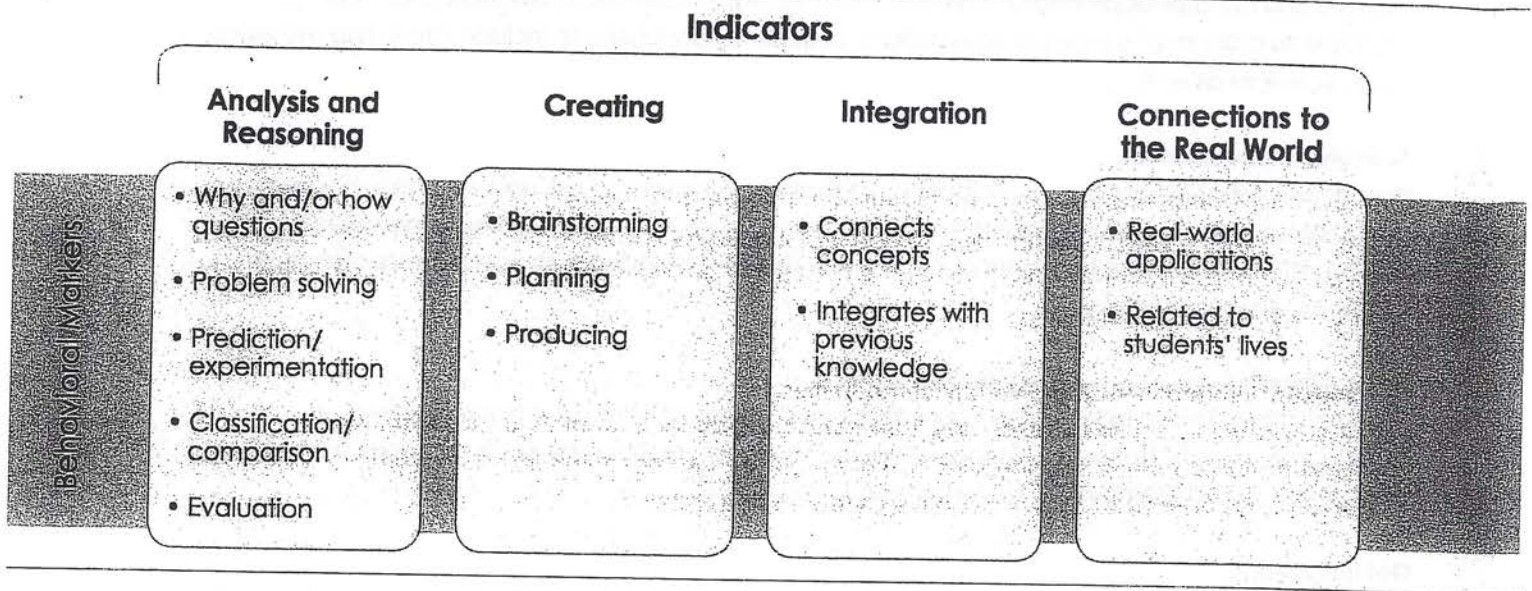 Indicators
Analysis and
Reasoning
• Why and/or how
questions
• Problem solving
• Prediction/
experimentation
• Classification/
comparison
• Evaluation
Creating
• Brainstorming
• Planning
• Producing
Integration
• Connects
concepts
• Integrates with
previous
knowledge
Connections to
the Real World
• Real-world
applications
• Related to
students' lives
Behavioral Markers